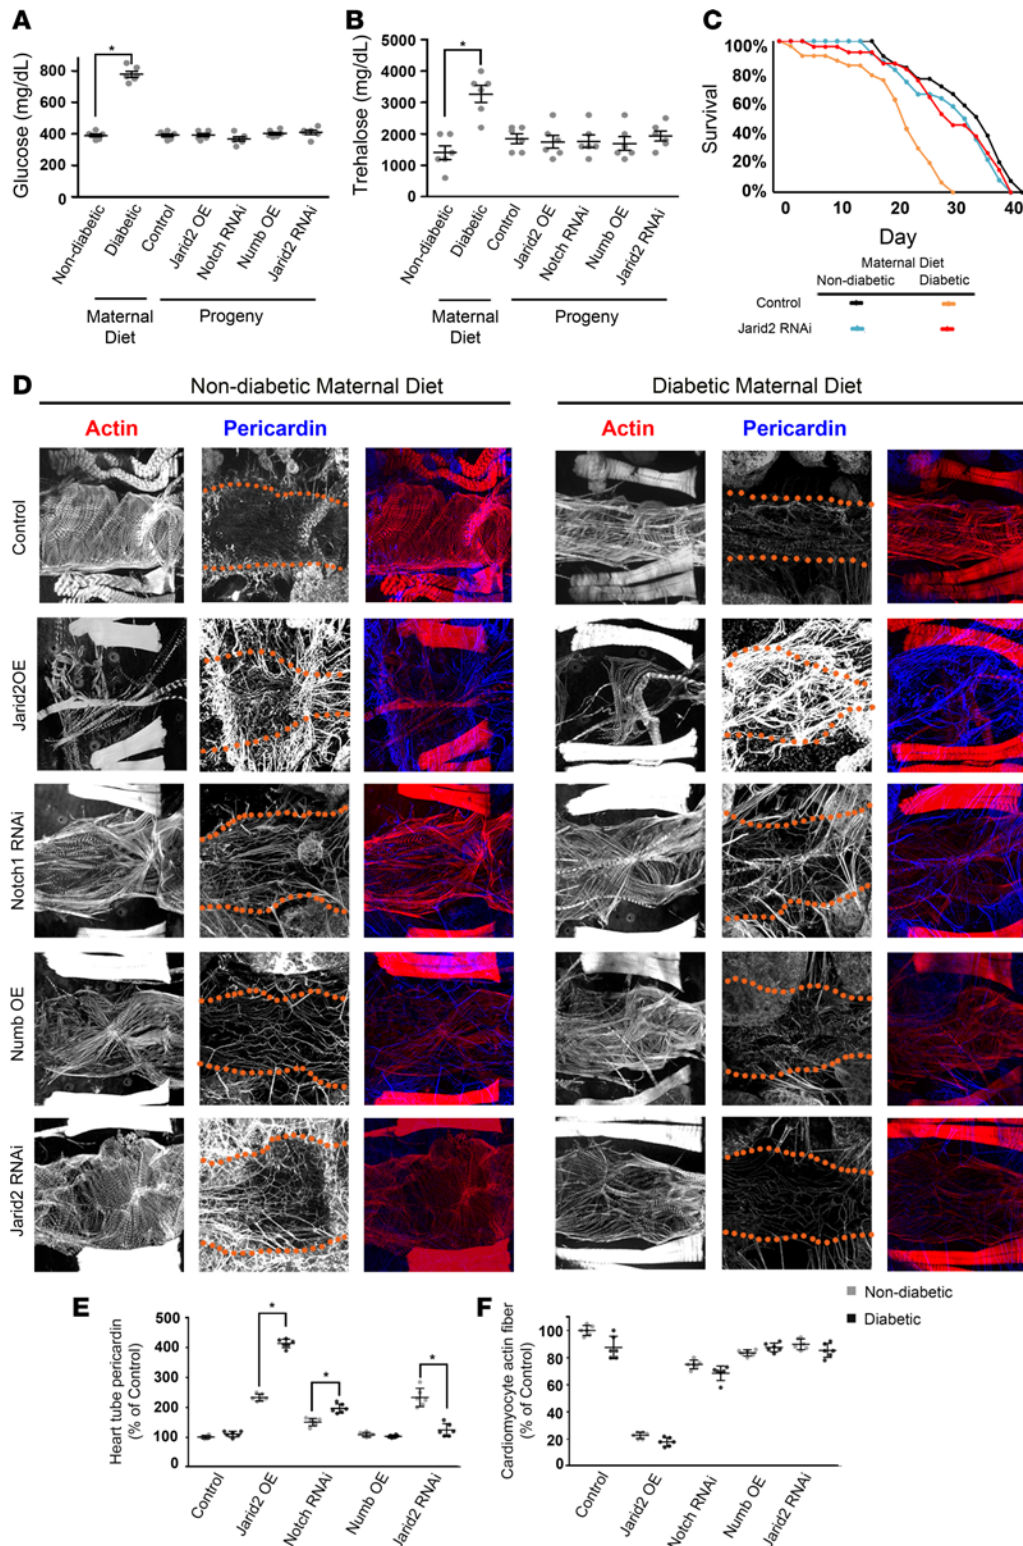 A
Glucose (mg/dL)
800
600
400
200
0
*
Non-diabetic
Diabetic
Control
Jarid2 OE
Notch RNAi
Numb OE
Jarid2 RNAi
Maternal
Diet
Progeny
B
Trehalose (mg/dL)
5000
4000
3000
2000
1000
0
*
Non-diabetic
Diabetic
Control
Jarid2 OE
Notch RNAi
Numb OE
Jarid2 RNAi
Maternal
Diet
Progeny
C
Survival
100%
80%
60%
40%
20%
0%
0
10
20
30
40
Day
Maternal Diet
Non-diabetic
Diabetic
Control
Jarid2 RNAi
D
Non-diabetic Maternal Diet
Diabetic Maternal Diet
Actin
Pericardin
Actin
Pericardin
Control
Jarid2OE
Notch1 RNAi
Numb OE
Jarid2 RNAi
E
Heart tube pericardin
(% of Control)
500
400
300
200
100
0
*
*
*
Control
Jarid2 OE
Notch RNAi
Numb OE
Jarid2 RNAi
F
Cardiomyocyte actin fiber
(% of Control)
100
80
60
40
20
0
Control
Jarid2 OE
Notch RNAi
Numb OE
Jarid2 RNAi
Non-diabetic
Diabetic